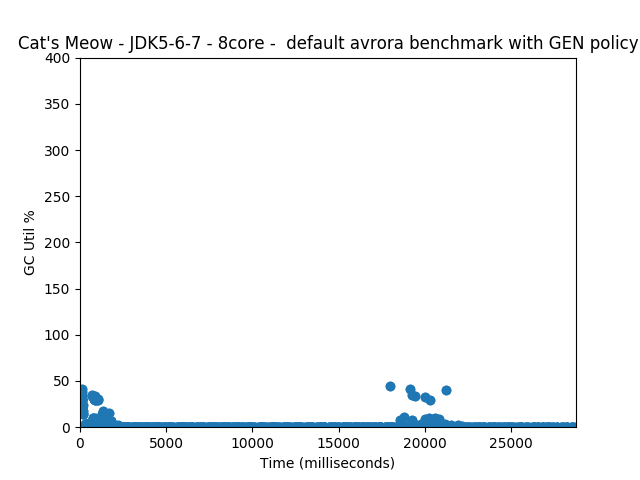 Cat's Meow - JDK5-6-7 - 8core -  default avrora benchmark with GEN policy
400
350
300
250
200
150
100
50
0
GC Util %
0 5000 10000 15000 20000 25000
Time (milliseconds)